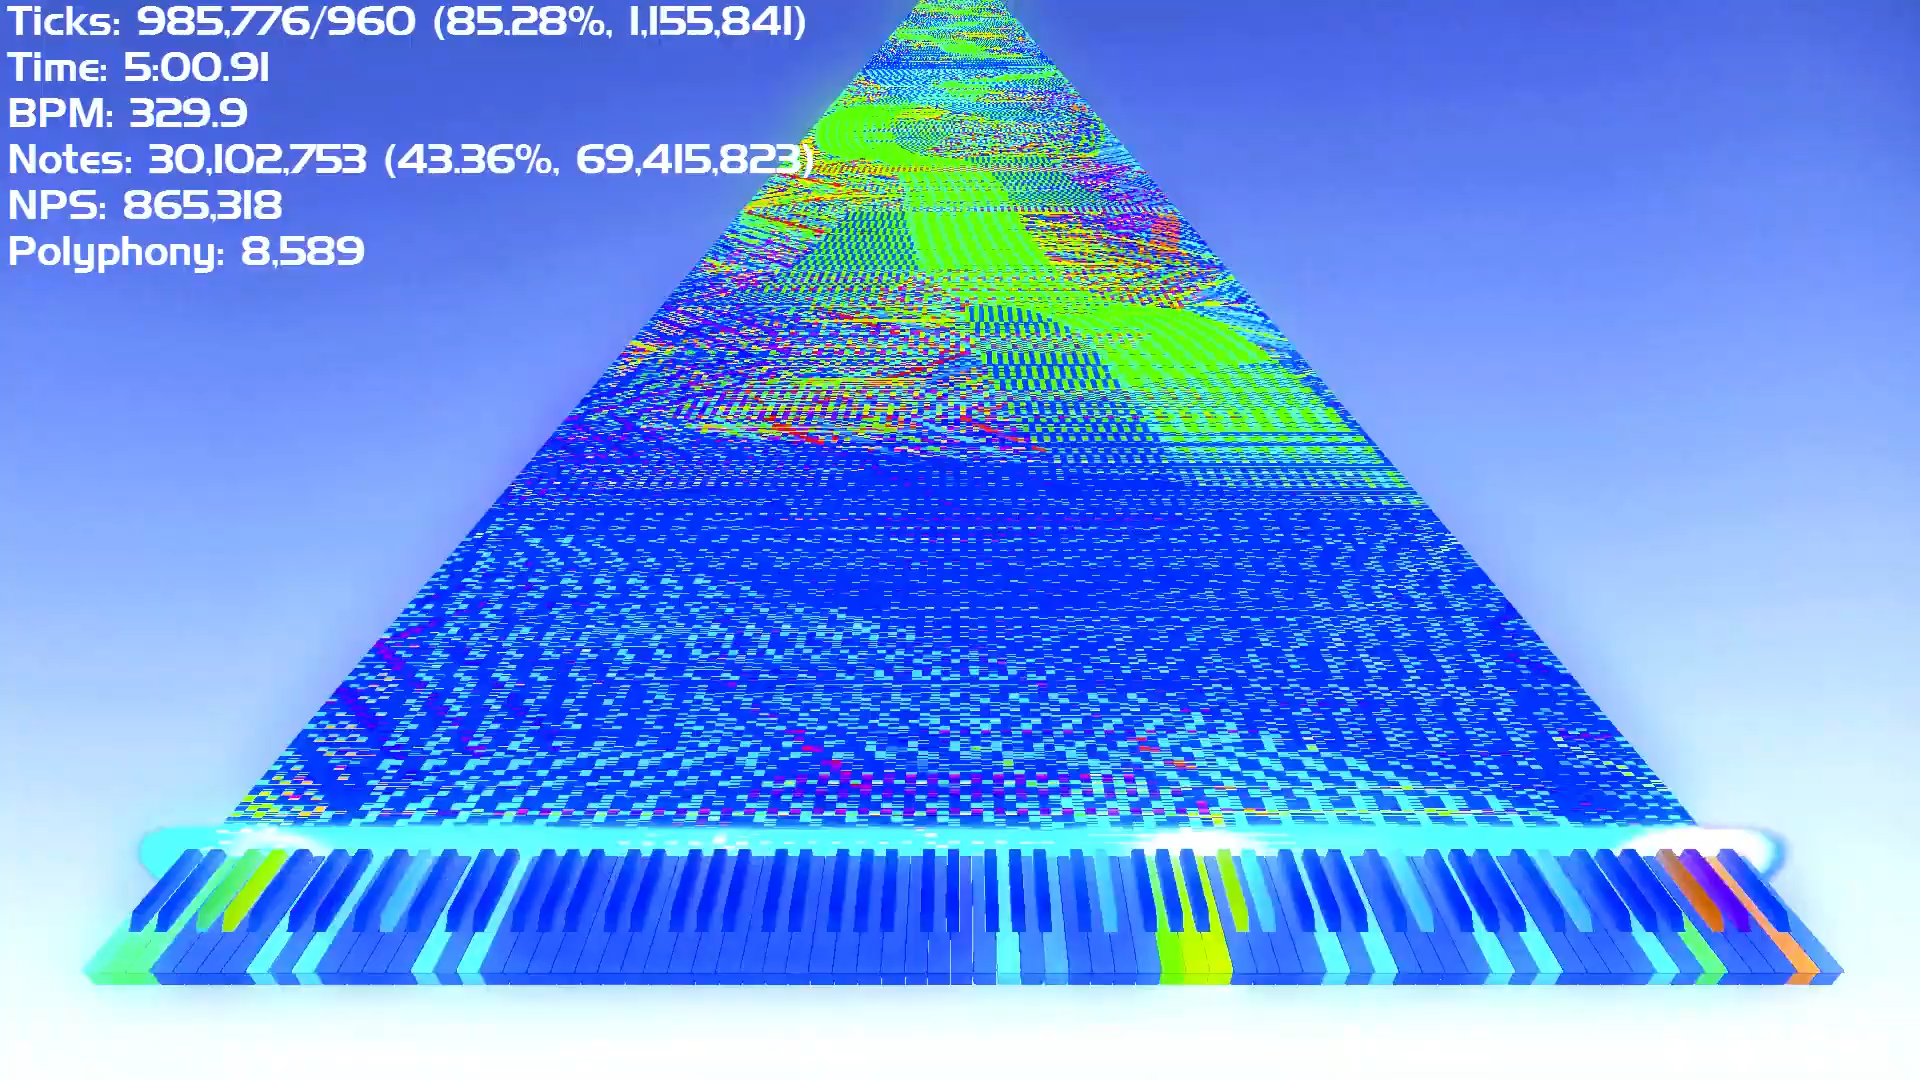 Ticks: 985,776/960 (85.28%, 1,155,841)
Time: 5:00.91
BPM: 329.9
Notes: 30,102,753 (43.36%, 69,415,823)
NPS: 865,318
Polyphony: 8,589